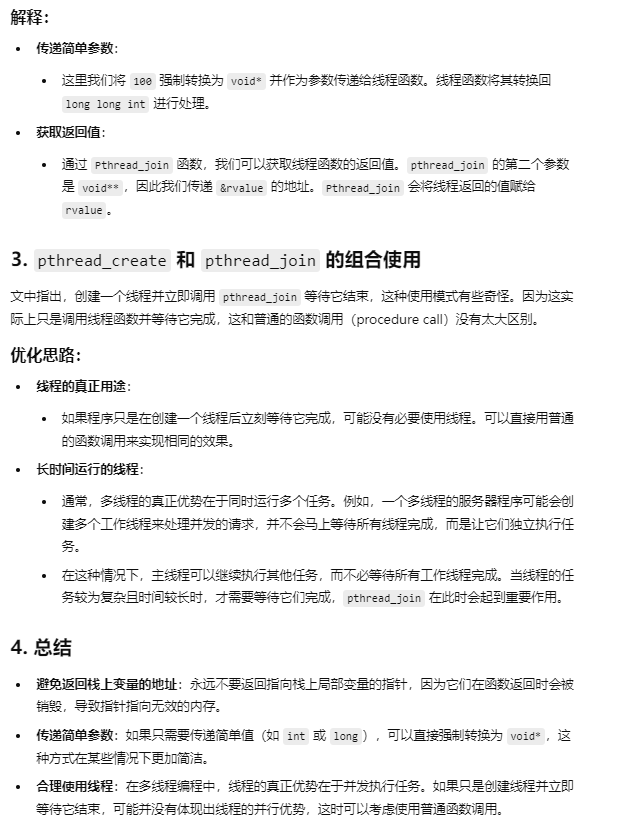 解释：
• 传递简单参数：
• 这里我们将 100 强制转换为 void* 并作为参数传递给线程函数。线程函数将其转换回
long long int 进行处理。
• 获取返回值：
• 通过 Pthread_join 函数，我们可以获取线程函数的返回值。pthread_join 的第二个参数
是 void**，因此我们传递 &rvalue 的地址。Pthread_join 会将线程返回的值赋给
rvalue。
3. pthread_create 和 pthread_join 的组合使用
文中指出，创建一个线程并立即调用 pthread_join 等待它结束，这种使用模式有些奇怪。因为这实
际上只是调用线程函数并等待它完成，这和普通的函数调用（procedure call）没有太大区别。
优化思路：
• 线程的真正用途：
• 如果程序只是在创建一个线程后立刻等待它完成，可能没有必要使用线程。可以直接用普通
的函数调用来实现相同的效果。
• 长时间运行的线程：
• 通常，多线程的真正优势在于同时运行多个任务。例如，一个多线程的服务器程序可能会创
建多个工作线程来处理并发的请求，并不会马上等待所有线程完成，而是让它们独立执行任
务。
• 在这种情况下，主线程可以继续执行其他任务，而不必等待所有工作线程完成。当线程的任
务较为复杂且时间较长时，才需要等待它们完成，pthread_join 在此时会起到重要作用。
4. 总结
• 避免返回栈上变量的地址：永远不要返回指向栈上局部变量的指针，因为它们在函数返回时会被
销毁，导致指针指向无效的内存。
• 传递简单参数：如果只需要传递简单值（如 int 或 long），可以直接强制转换为 void*，这
种方式在某些情况下更加简洁。
• 合理使用线程：在多线程编程中，线程的真正优势在于并发执行任务。如果只是创建线程并立即
等待它结束，可能并没有体现出线程的并行优势，这时可以考虑使用普通函数调用。